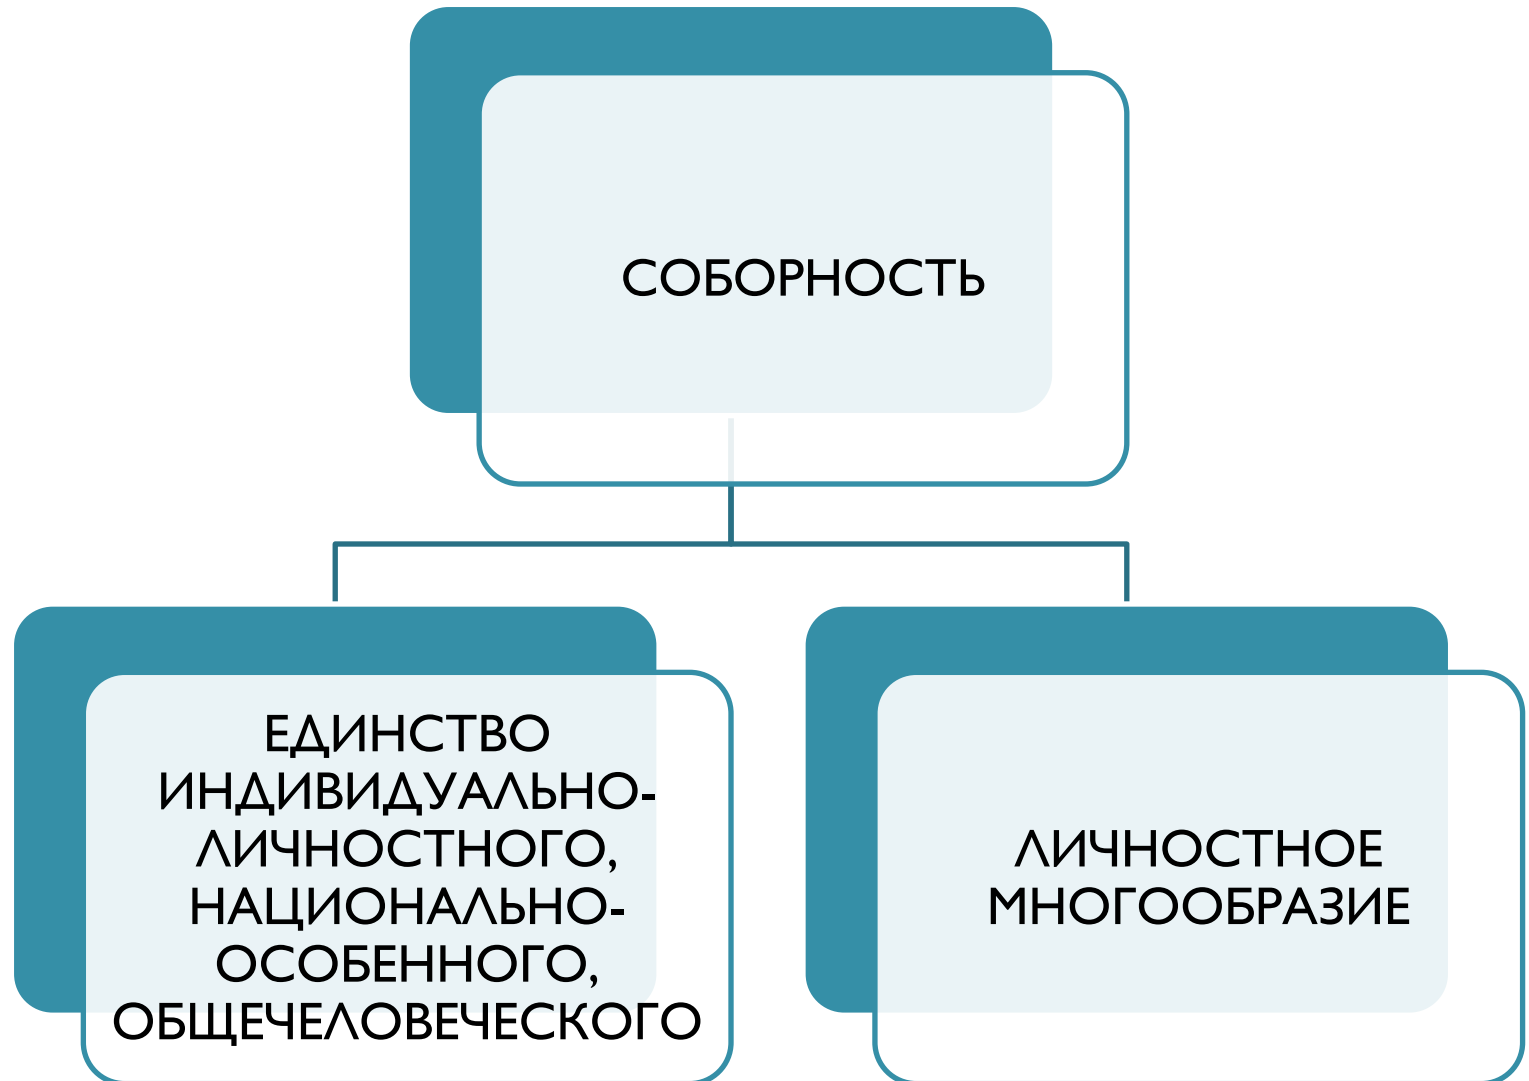 СОБОРНОСТЬ
ЕДИНСТВО
ИНДИВИДУАЛЬНО-
ЛИЧНОСТНОГО,
НАЦИОНАЛЬНО-
ОСОБЕННОГО,
ОБЩЕЧЕЛОВЕЧЕСКОГО
ЛИЧНОСТНОЕ
МНОГООБРАЗИЕ